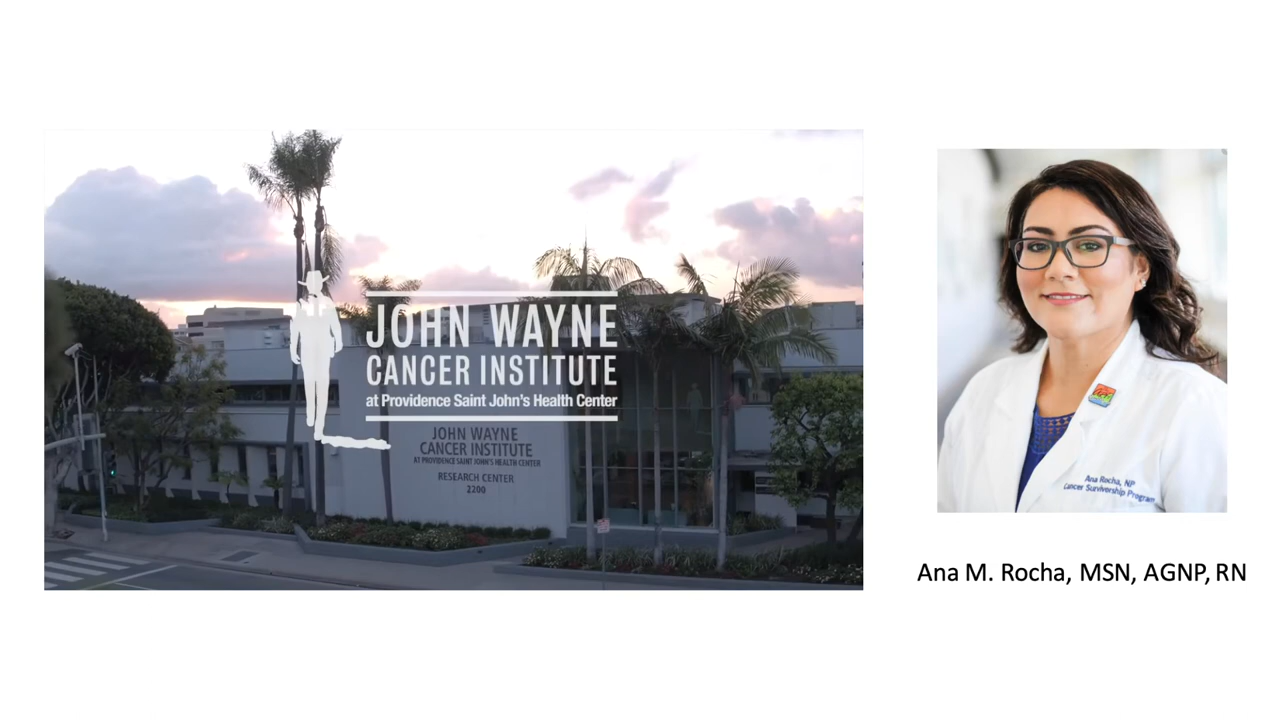 JOHN WAYNE
CANCER INSTITUTE
at Providence Saint John's Health Center
JOHN WAYNE
CANCER INSTITUTE
AT PROVIDENCE SAINT JOHN'S HEALTH CENTER
RESEARCH CENTER
2200
Ana Rocha, NP
Cancer Survivorship Program
Ana M. Rocha, MSN, AGNP, RN